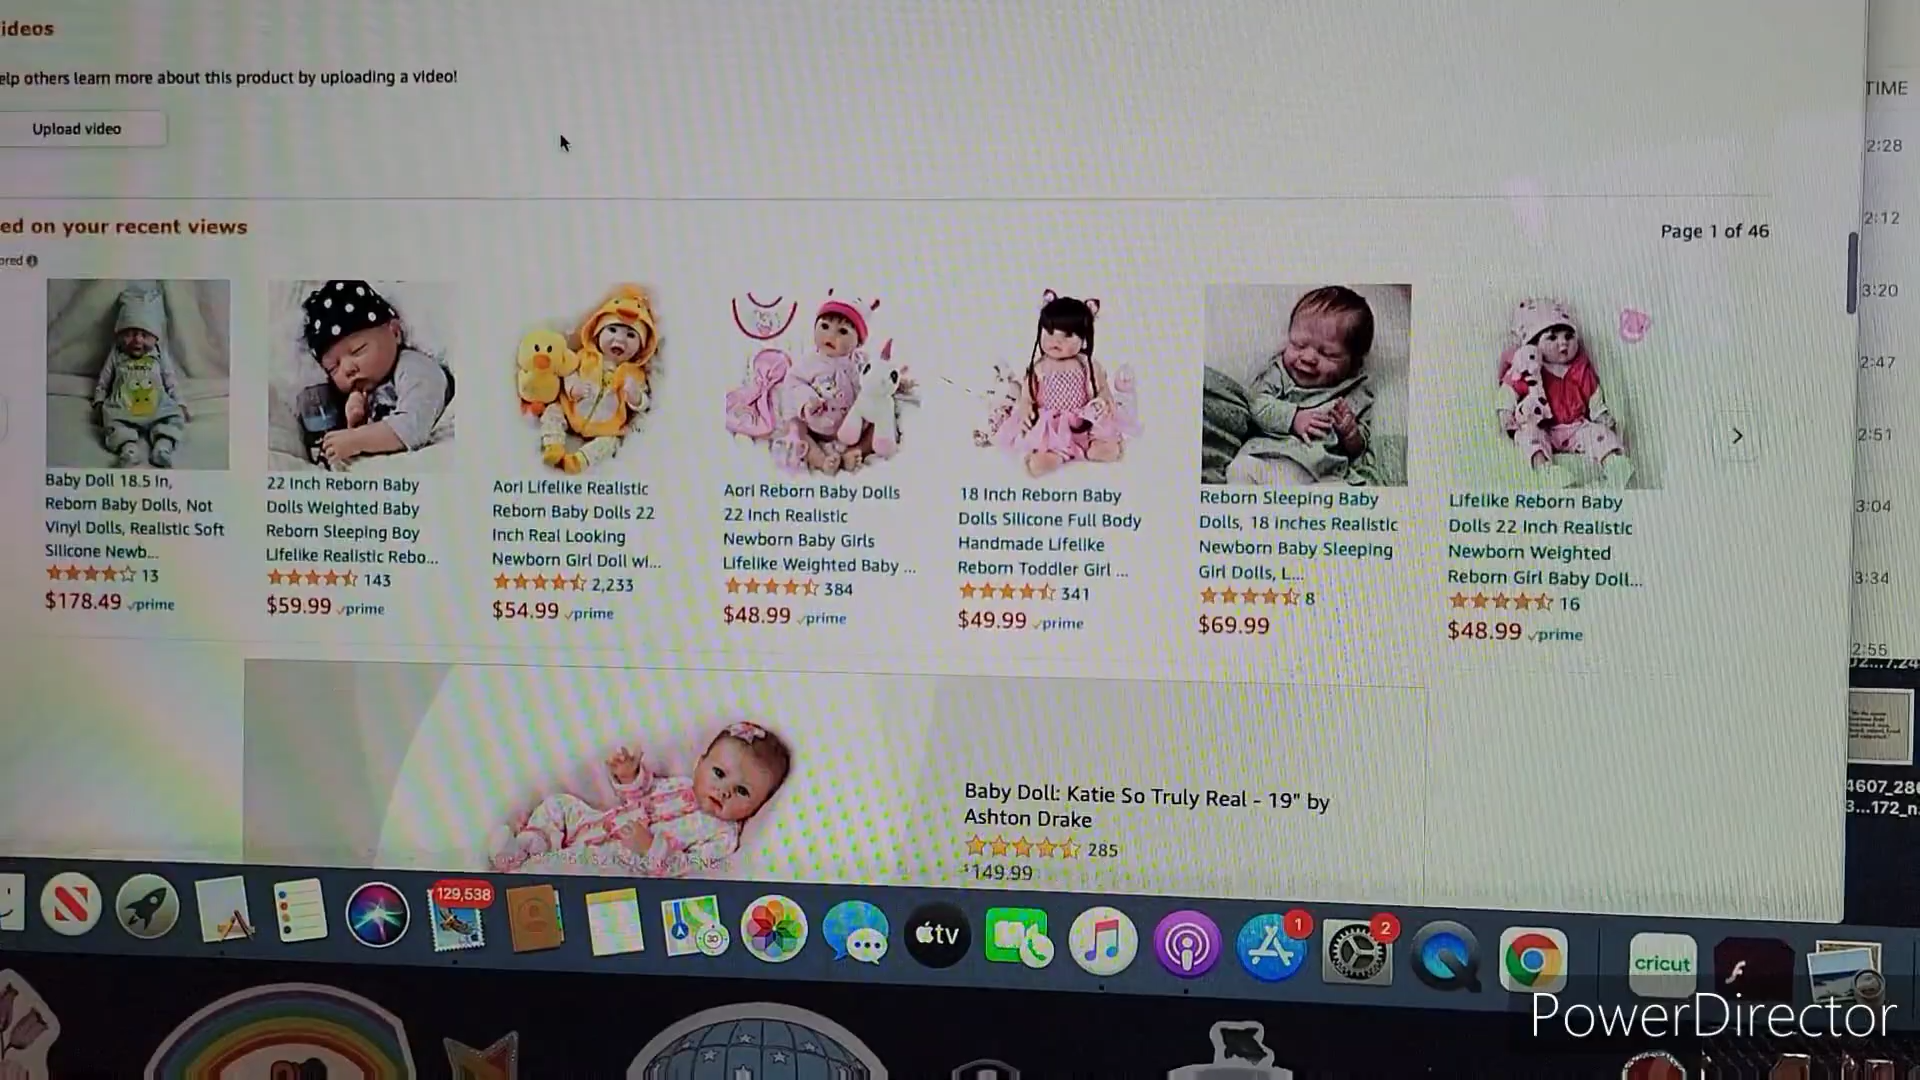 ideos
elp others learn more about this product by uploading a video!
Upload video
ed on your recent views
ored
Page 1 of 46
Baby Doll 18.5 In,
Reborn Baby Dolls, Not
Vinyl Dolls, Realistic Soft
Silicone Newb...
13
$178.49 prime
22 Inch Reborn Baby
Dolls Weighted Baby
Reborn Sleeping Boy
Lifelike Realistic Rebo...
143
$59.99 prime
Aori Lifelike Realistic
Reborn Baby Dolls 22
Inch Real Looking
Newborn Girl Doll wi...
2,233
$54.99 prime
Aori Reborn Baby Dolls
22 Inch Realistic
Newborn Baby Girls
Lifelike Weighted Baby ...
384
$48.99 prime
18 Inch Reborn Baby
Dolls Silicone Full Body
Handmade Lifelike
Reborn Toddler Girl ...
341
$49.99 prime
Reborn Sleeping Baby
Dolls, 18 inches Realistic
Newborn Baby Sleeping
Girl Dolls, L...
8
$69.99
Lifelike Reborn Baby
Dolls 22 Inch Realistic
Newborn Weighted
Reborn Girl Baby Doll...
16
$48.99 prime
Baby Doll: Katie So Truly Real - 19" by
Ashton Drake
285
$149.99
TIME
2:28
2:12
3:20
2:47
2:51
3:04
3:34
2:55
4607_286
3...172_n
129,538
tv
1
2
cricut
PowerDirector